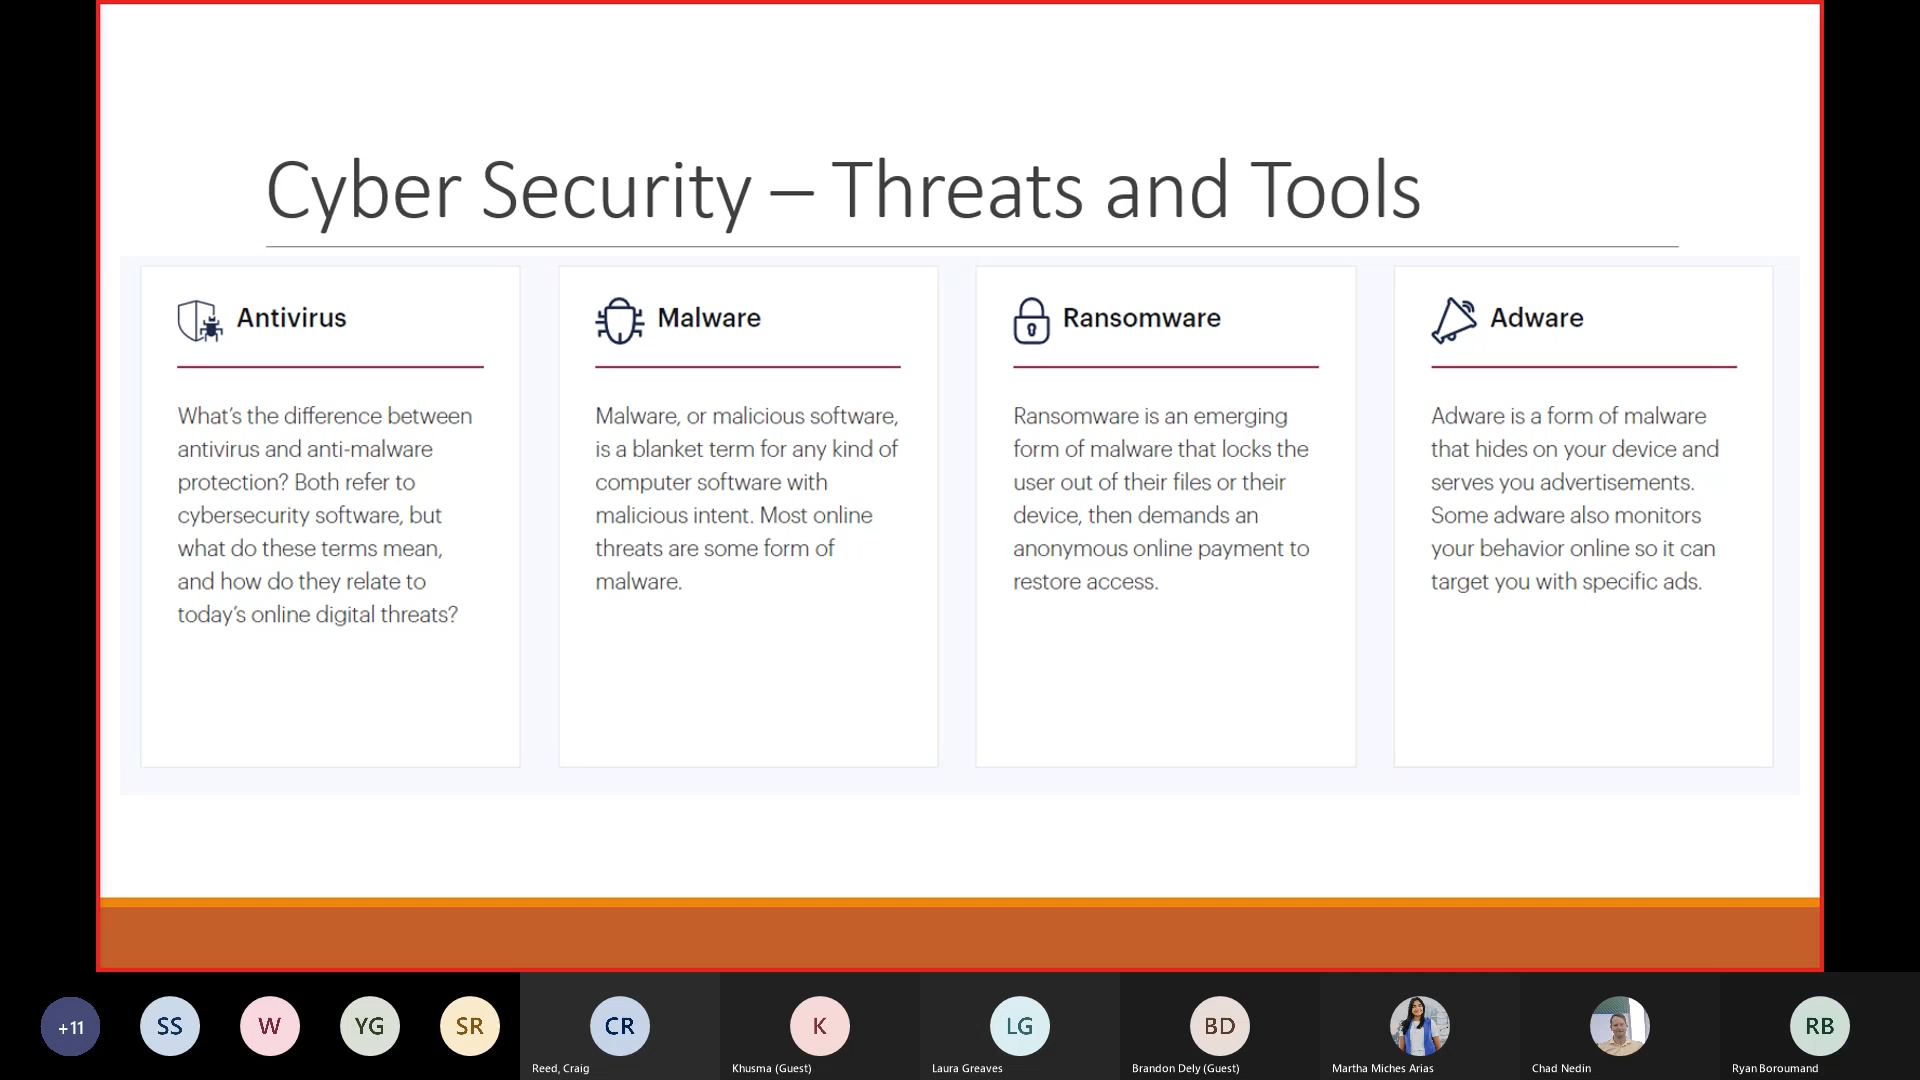 Cyber Security – Threats and Tools
Antivirus
What's the difference between
antivirus and anti-malware
protection? Both refer to
cybersecurity software, but
what do these terms mean,
and how do they relate to
today's online digital threats?
Malware
Malware, or malicious software,
is a blanket term for any kind of
computer software with
malicious intent. Most online
threats are some form of
malware.
Ransomware
Ransomware is an emerging
form of malware that locks the
user out of their files or their
device, then demands an
anonymous online payment to
restore access.
Adware
Adware is a form of malware
that hides on your device and
serves you advertisements.
Some adware also monitors
your behavior online so it can
target you with specific ads.
+11
SS
W
YG
SR
CR
Reed, Craig
K
Khusma (Guest)
LG
Laura Greaves
BD
Brandon Dely (Guest)
Martha Miches Arias
Chad Nedin
RB
Ryan Boroumand